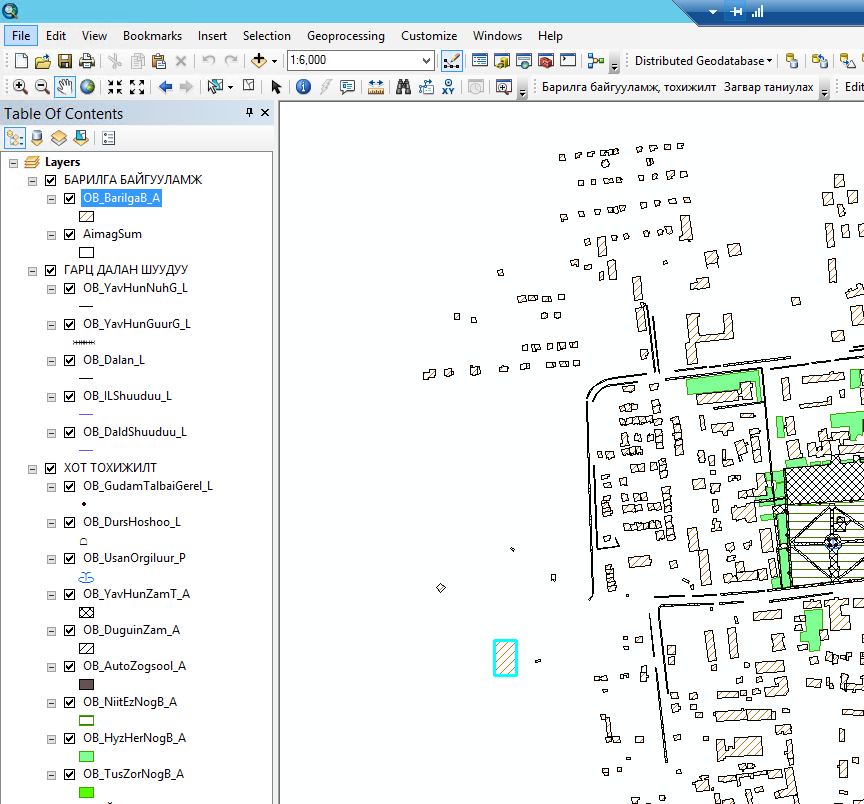 File Edit View Bookmarks Insert Selection Geoprocessing Customize Windows Help
1:6,000 Distributed Geodatabase
Барилга байгууламж, тохижилт Загвар таниулах Edit
Table Of Contents
Layers
БАРИЛГА БАЙГУУЛАМЖ
OB_BarilgaB_A
AimagSum
ГАРЦ ДАЛАН ШУУДУУ
OB_YavHunNuhG_L
OB_YavHunGuurG_L
OB_Dalan_L
OB_ILShuuduu_L
OB_DaldShuuduu_L
ХОТ ТОХИЖИЛТ
OB_GudamTalbaiGerel_L
OB_DursHoshoo_L
OB_UsanOrgiluur_P
OB_YavHunZamT_A
OB_DuguinZam_A
OB_AutoZogsool_A
OB_NiitEzNogB_A
OB_HyzHerNogB_A
OB_TusZorNogB_A